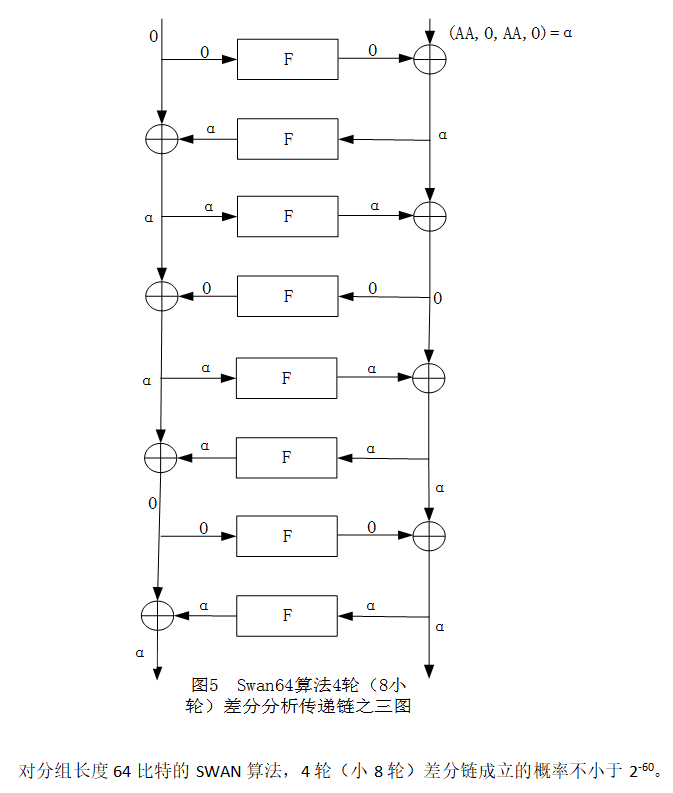 0
(AA,0,AA,0)=α
0
F
0
α
F
α
α
α
F
α
0
F
0
0
α
α
F
α
α
F
α
α
0
0
F
0
α
F
α
α
α
图5 Swan64算法4轮（8小
轮）差分分析传递链之三图
对分组长度 64 比特的 SWAN 算法，4 轮（小 8 轮）差分链成立的概率不小于 2⁻⁶⁰。